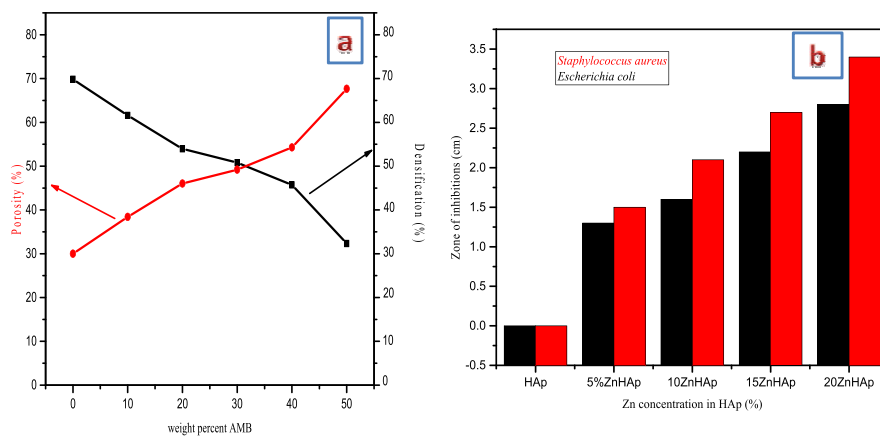 a
80
70
60
50
40
30
20
10
0
Porosity (%)
80
70
60
50
40
30
20
10
0
Densification (%)
0 10 20 30 40 50
weight percent AMB
b
Staphylococcus aureus
Escherichia coli
3.5
3.0
2.5
2.0
1.5
1.0
0.5
0.0
-0.5
Zone of inhibitions (cm)
HAp 5%ZnHAp 10ZnHAp 15ZnHAp 20ZnHAp
Zn concentration in HAp (%)